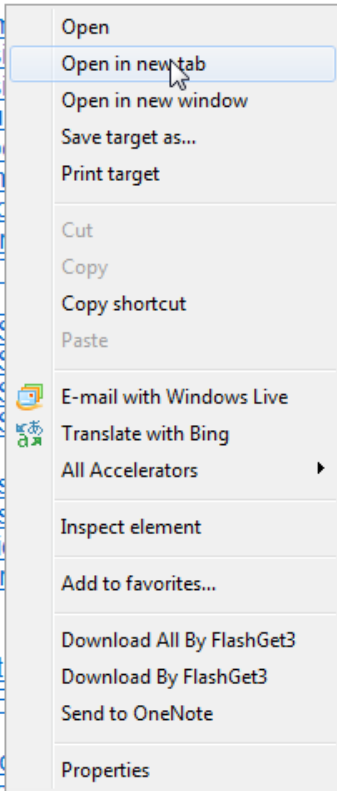 Open
Open in new tab
Open in new window
Save target as...
Print target
Cut
Copy
Copy shortcut
Paste
E-mail with Windows Live
Translate with Bing
All Accelerators
Inspect element
Add to favorites...
Download All By FlashGet3
Download By FlashGet3
Send to OneNote
Properties